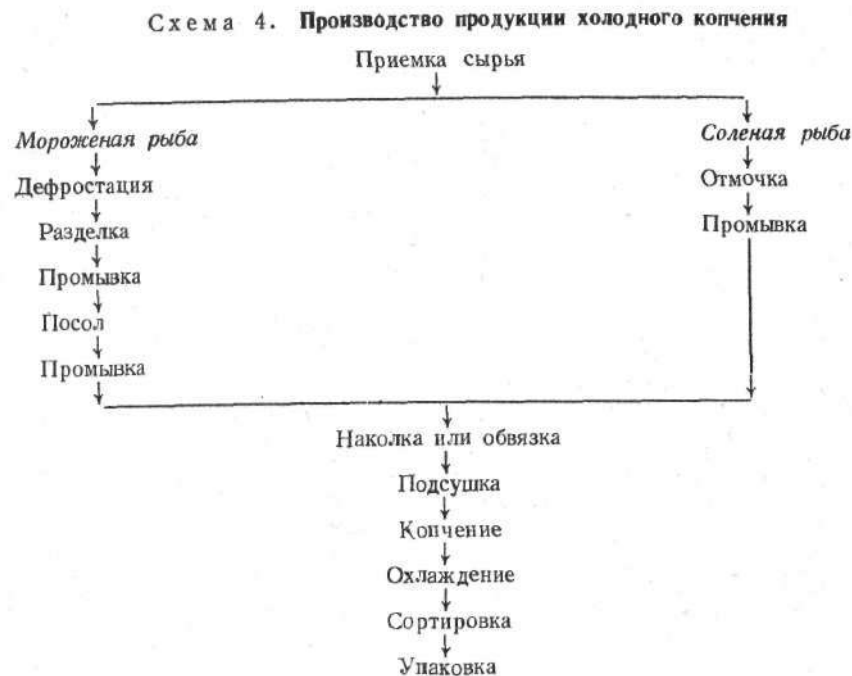 Схема 4. Производство продукции холодного копчения
Приемка сырья
Мороженая рыба
Соленая рыба
Дефростация
Отмочка
Разделка
Промывка
Промывка
Посол
Промывка
Наколка или обвязка
Подсушка
Копчение
Охлаждение
Сортировка
Упаковка